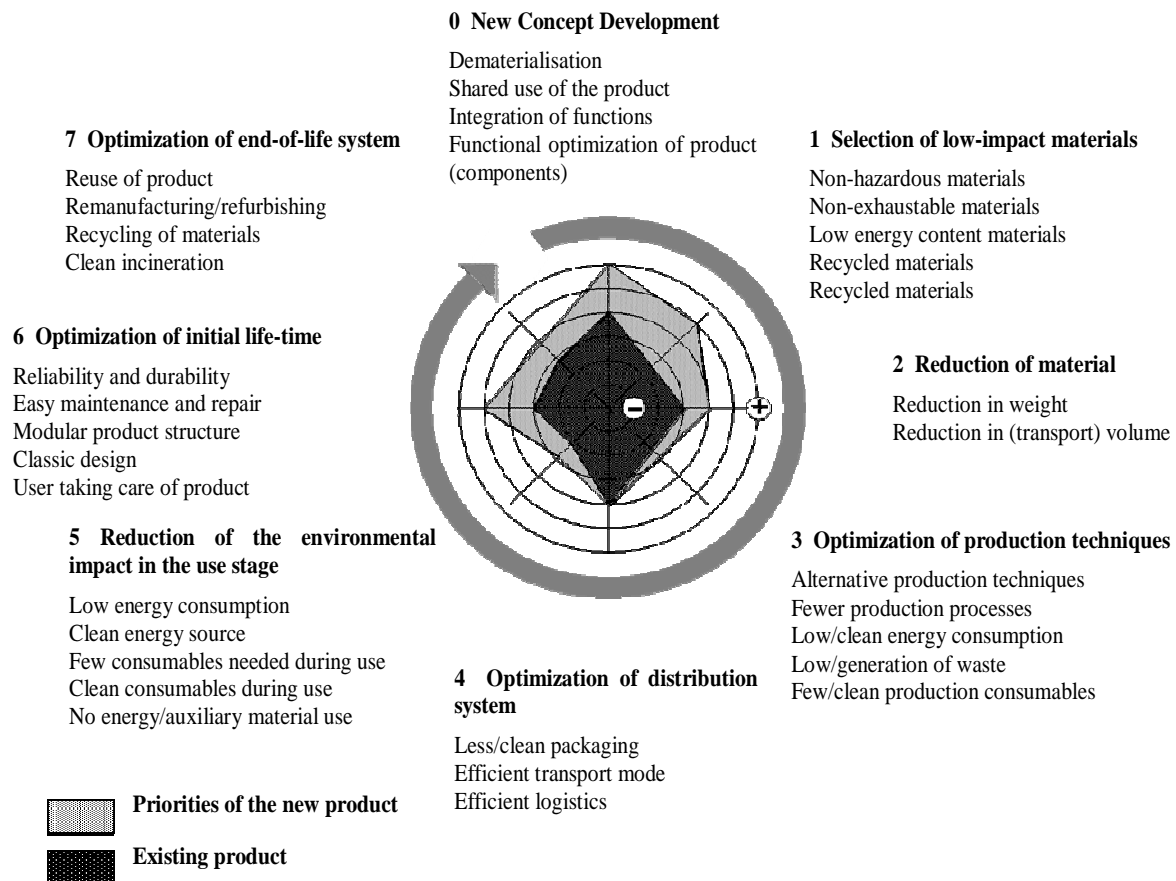 0 New Concept Development
Dematerialisation
Shared use of the product
Integration of functions
Functional optimization of product
(components)
7 Optimization of end-of-life system
Reuse of product
Remanufacturing/refurbishing
Recycling of materials
Clean incineration
1 Selection of low-impact materials
Non-hazardous materials
Non-exhaustable materials
Low energy content materials
Recycled materials
Recycled materials
6 Optimization of initial life-time
Reliability and durability
Easy maintenance and repair
Modular product structure
Classic design
User taking care of product
2 Reduction of material
Reduction in weight
Reduction in (transport) volume
- +
5 Reduction of the environmental
impact in the use stage
Low energy consumption
Clean energy source
Few consumables needed during use
Clean consumables during use
No energy/auxiliary material use
3 Optimization of production techniques
Alternative production techniques
Fewer production processes
Low/clean energy consumption
Low/generation of waste
Few/clean production consumables
4 Optimization of distribution
system
Less/clean packaging
Efficient transport mode
Efficient logistics
Priorities of the new product
Existing product